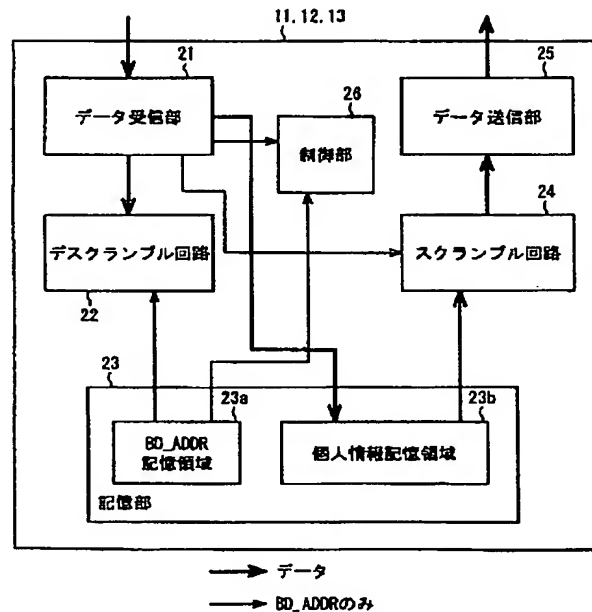 11,12,13
21
データ受信部
25
データ送信部
26
制御部
24
デスクランブル回路
スクランブル回路
22
23
23a
23b
BD_ADDR
記憶領域
個人情報記憶領域
記憶部
データ
BD_ADDRのみ